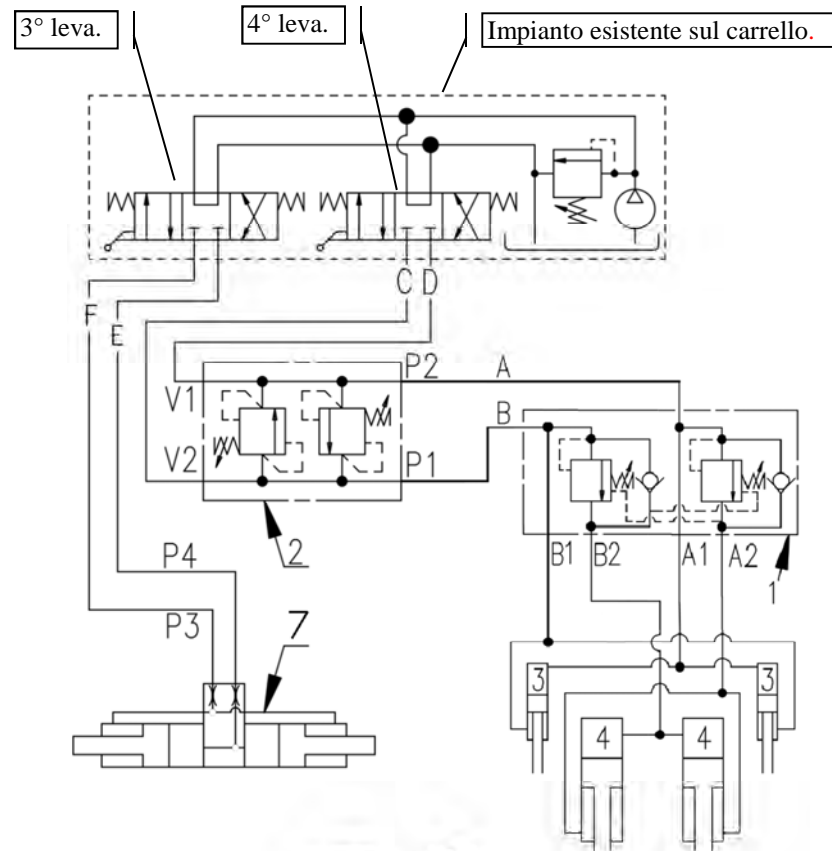 3° leva.
4° leva.
Impianto esistente sul carrello.
C D
F
E
P2 A
V1
B
V2
P1
2
B1 B2 A1 A2
1
P4
P3
7
3 3
4 4